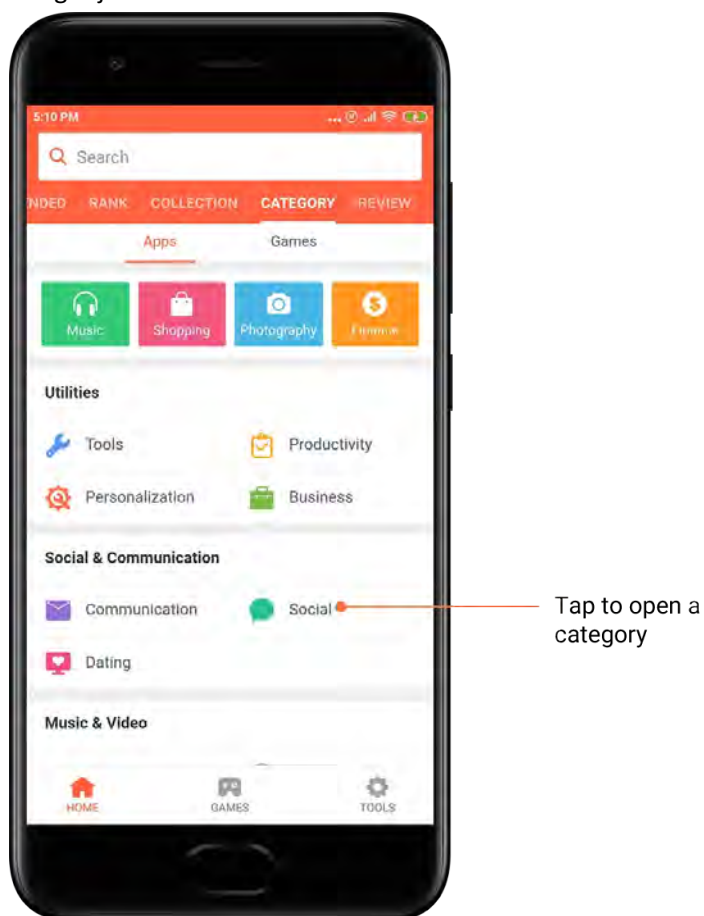 5:10 PM
Search
NDED RANK COLLECTION CATEGORY REVIEW
Apps Games
Music Shopping Photography Finance
Utilities
Tools Productivity
Personalization Business
Social & Communication
Communication Social
Tap to open a
category
Dating
Music & Video
HOME GAMES TOOLS